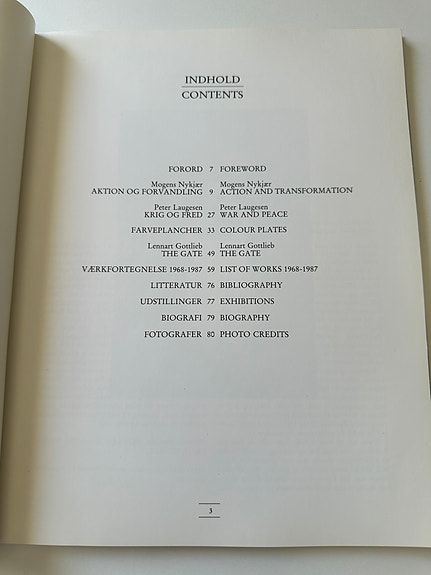 INDHOLD
CONTENTS
FORORD 7 FOREWORD
Mogens Nykjær Mogens Nykjær
AKTION OG FORVANDLING 9 ACTION AND TRANSFORMATION
Peter Laugesen Peter Laugesen
KRIG OG FRED 27 WAR AND PEACE
FARVEPLANCHER 33 COLOUR PLATES
Lennart Gottlieb Lennart Gottlieb
THE GATE 49 THE GATE
VÆRKFORTEGNELSE 1968-1987 59 LIST OF WORKS 1968-1987
LITTERATUR 76 BIBLIOGRAPHY
UDSTILLINGER 77 EXHIBITIONS
BIOGRAFI 79 BIOGRAPHY
FOTOGRAFER 80 PHOTO CREDITS
3